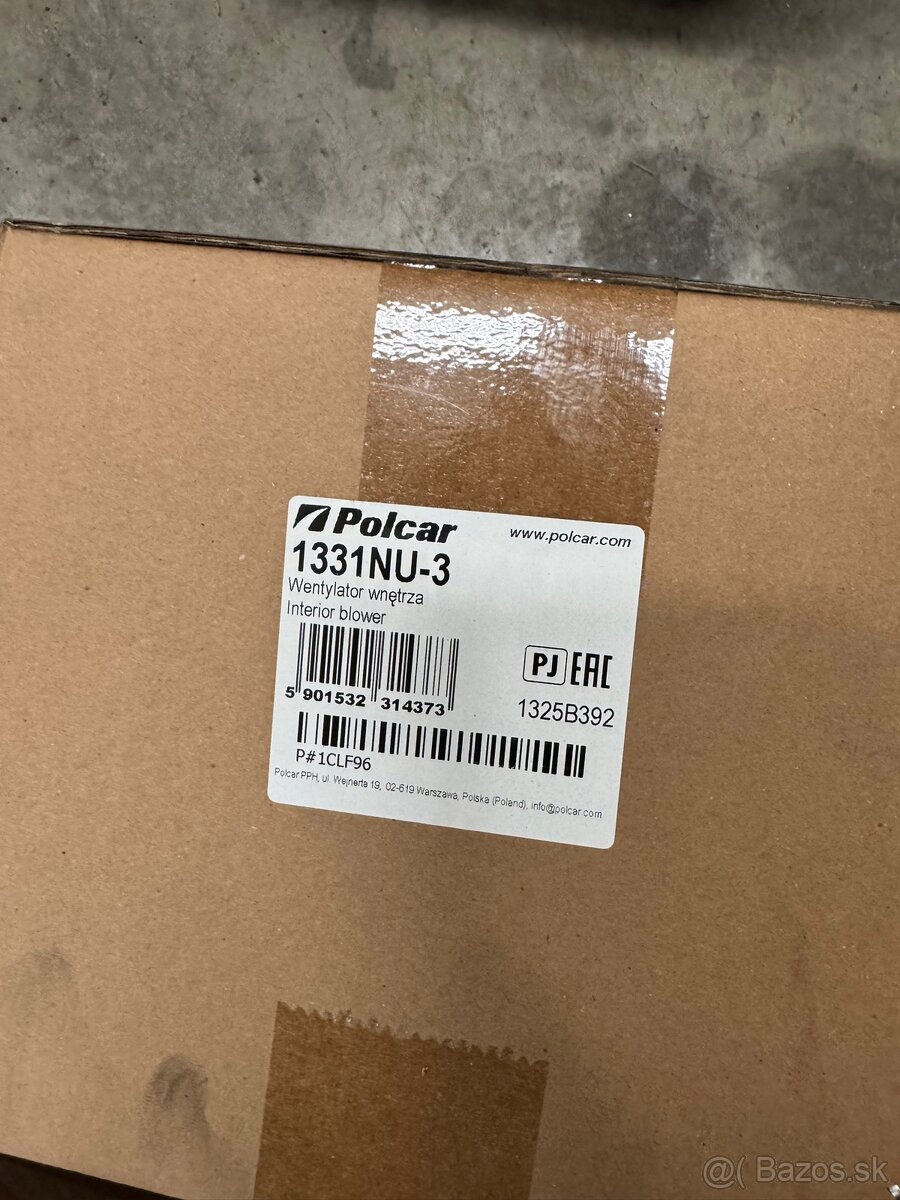 Polcar
www.polcar.com
1331NU-3
Wentylator wnętrza
Interior blower
PJ EAC
5 901532 314373
1325B392
P#1CLF96
Polcar PPH, ul. Wejnerta 19, 02-619 Warszawa, Polska (Poland), info@polcar.com
@( Bazos.sk